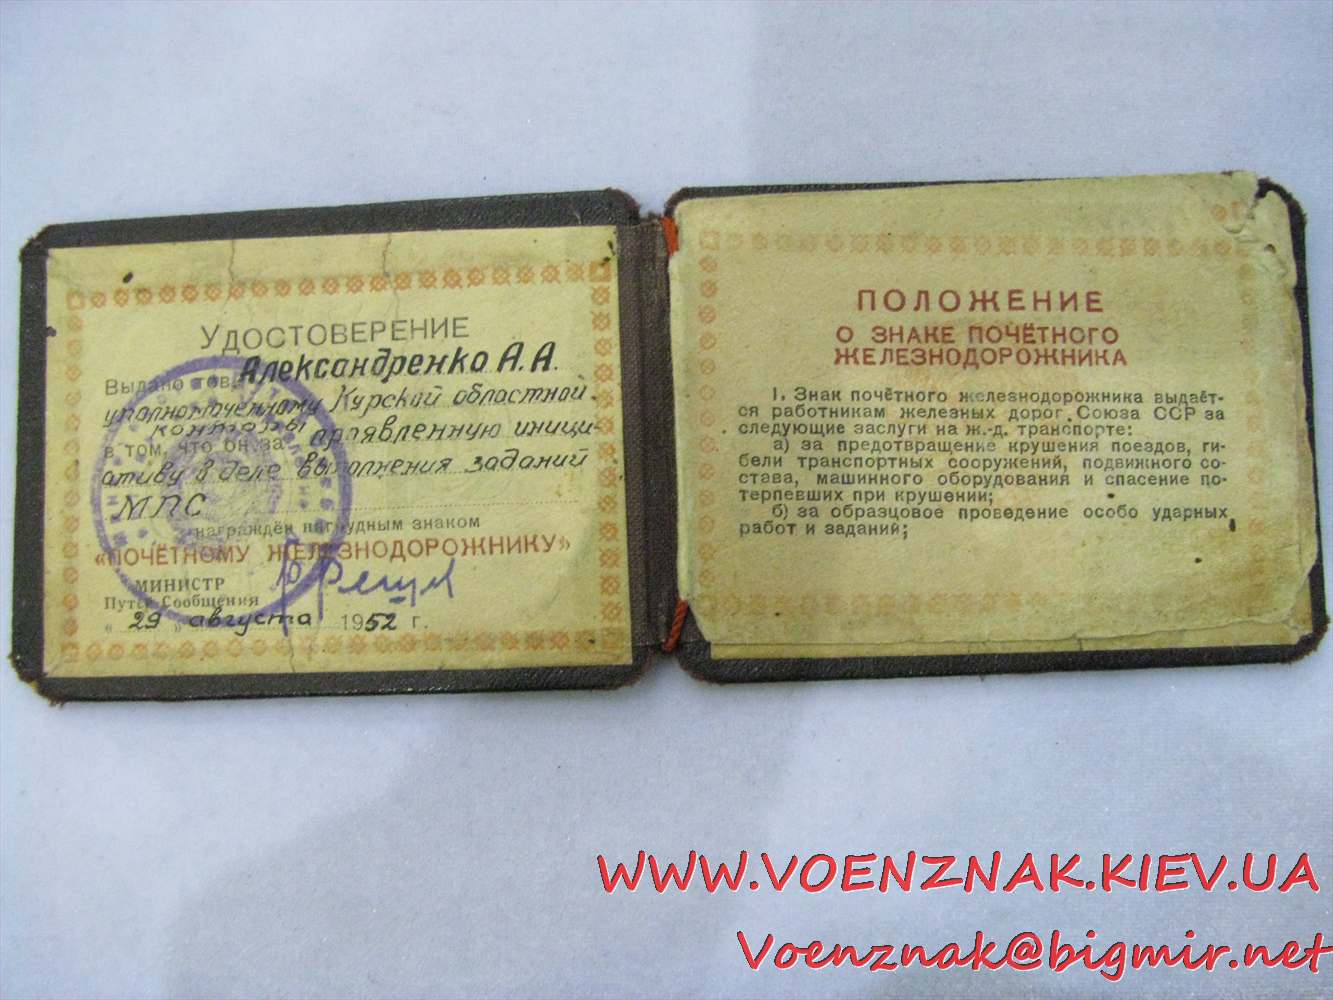 УДОСТОВЕРЕНИЕ
Выдано тов. Александренко А. А.
уполномоченному Курской областной
конторы
в том, что он за проявленную иници-
ативу в деле выполнения заданий
МПС
награждён нагрудным знаком
«ПОЧЁТНОМУ ЖЕЛЕЗНОДОРОЖНИКУ»
МИНИСТР
Путей Сообщения
„29" августа 1952 г.
ПОЛОЖЕНИЕ
О ЗНАКЕ ПОЧЁТНОГО
ЖЕЛЕЗНОДОРОЖНИКА
1. Знак почётного железнодорожника выдаёт-
ся работникам железных дорог Союза ССР за
следующие заслуги на ж.-д. транспорте:
а) за предотвращение крушения поездов, ги-
бели транспортных сооружений, подвижного со-
става, машинного оборудования и спасение по-
терпевших при крушении;
б) за образцовое проведение особо ударных
работ и заданий;
WWW.VOENZNAK.KIEV.UA
Voenznak@bigmir.net